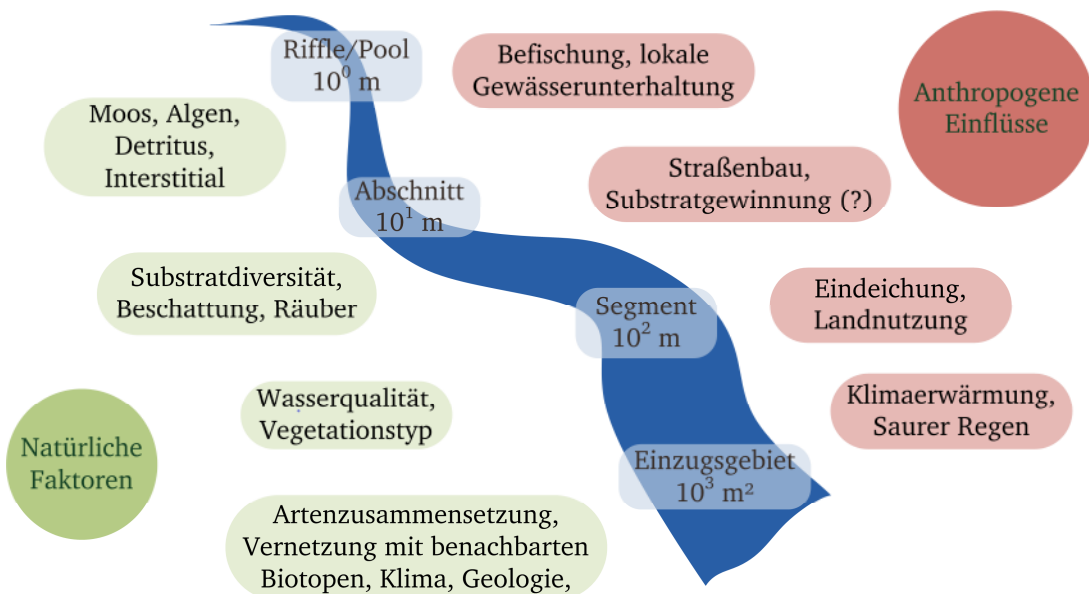 Riffle/Pool
10⁰ m
Befischung, lokale
Gewässerunterhaltung
Anthropogene
Einflüsse
Moos, Algen,
Detritus,
Interstitial
Straßenbau,
Substratgewinnung (?)
Abschnitt
10¹ m
Substratdiversität,
Beschattung, Räuber
Eindeichung,
Landnutzung
Segment
10² m
Wasserqualität,
Vegetationstyp
Klimaerwärmung,
Saurer Regen
Natürliche
Faktoren
Einzugsgebiet
10³ m²
Artenzusammensetzung,
Vernetzung mit benachbarten
Biotopen, Klima, Geologie,